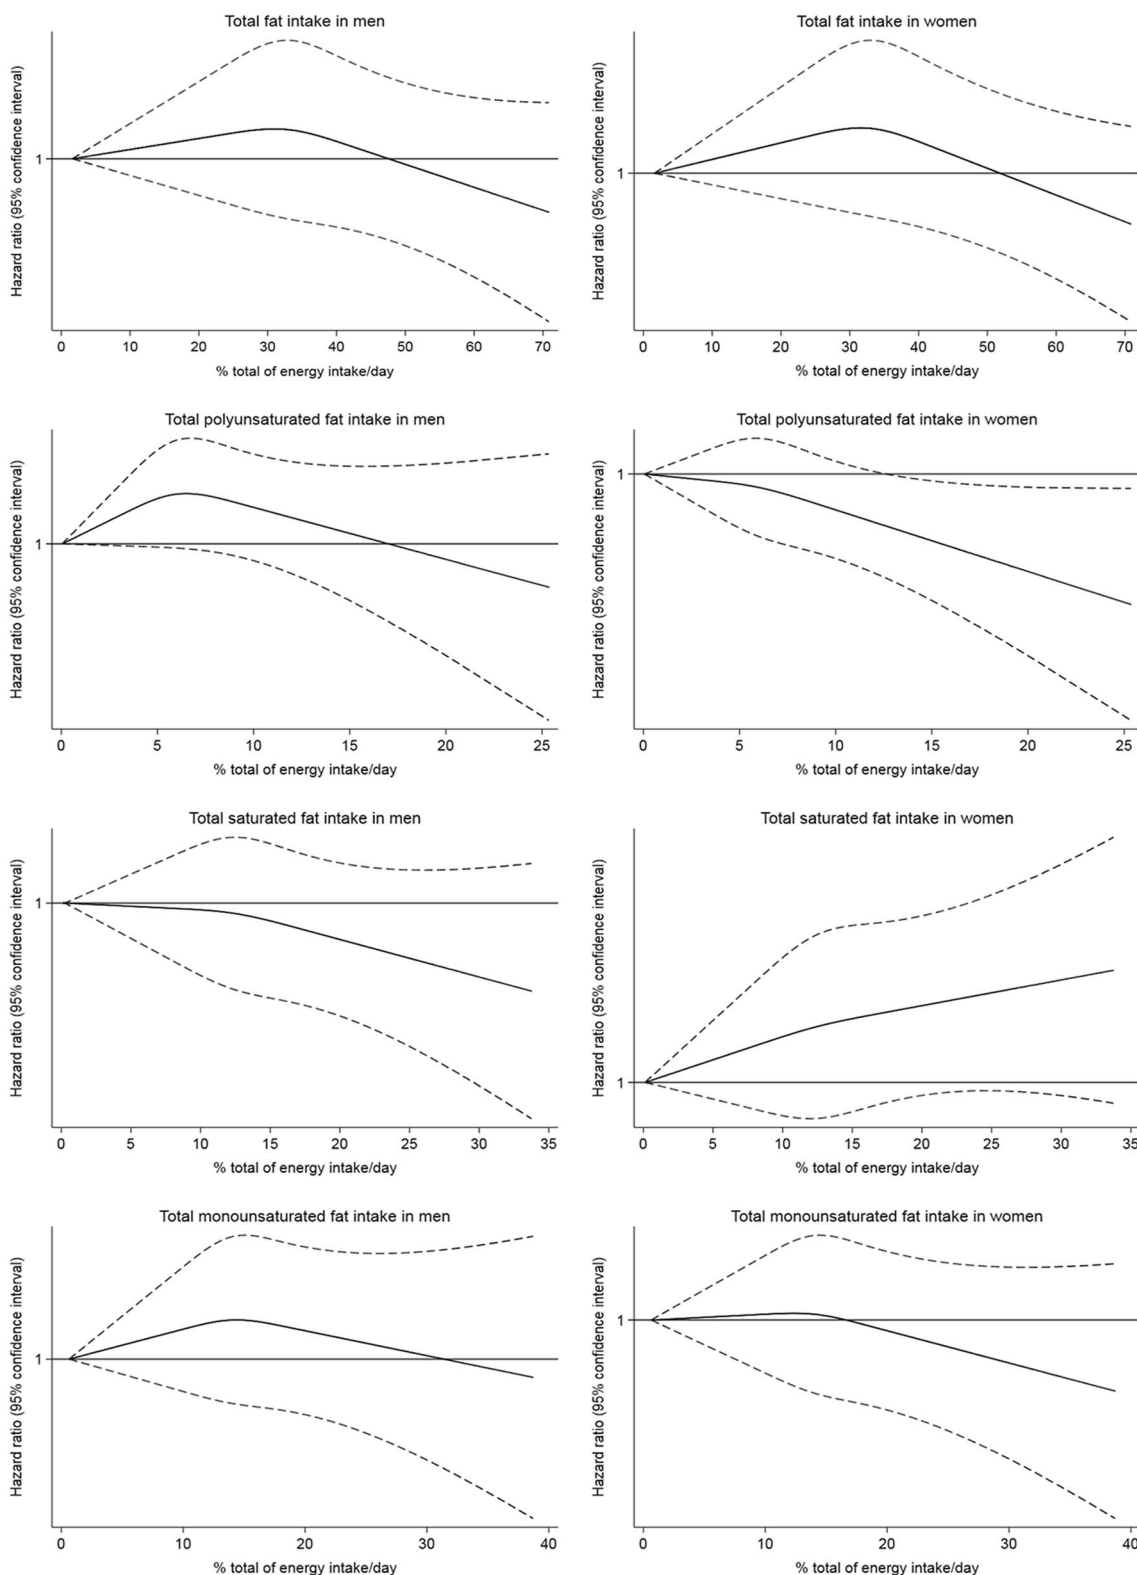 Total fat intake in men
Hazard ratio (95% confidence interval)
1
0 10 20 30 40 50 60 70
% total of energy intake/day
Total fat intake in women
Hazard ratio (95% confidence interval)
1
0 10 20 30 40 50 60 70
% total of energy intake/day
Total polyunsaturated fat intake in men
Hazard ratio (95% confidence interval)
1
0 5 10 15 20 25
% total of energy intake/day
Total polyunsaturated fat intake in women
Hazard ratio (95% confidence interval)
1
0 5 10 15 20 25
% total of energy intake/day
Total saturated fat intake in men
Hazard ratio (95% confidence interval)
1
0 5 10 15 20 25 30 35
% total of energy intake/day
Total saturated fat intake in women
Hazard ratio (95% confidence interval)
1
0 5 10 15 20 25 30 35
% total of energy intake/day
Total monounsaturated fat intake in men
Hazard ratio (95% confidence interval)
1
0 10 20 30 40
% total of energy intake/day
Total monounsaturated fat intake in women
Hazard ratio (95% confidence interval)
1
0 10 20 30 40
% total of energy intake/day